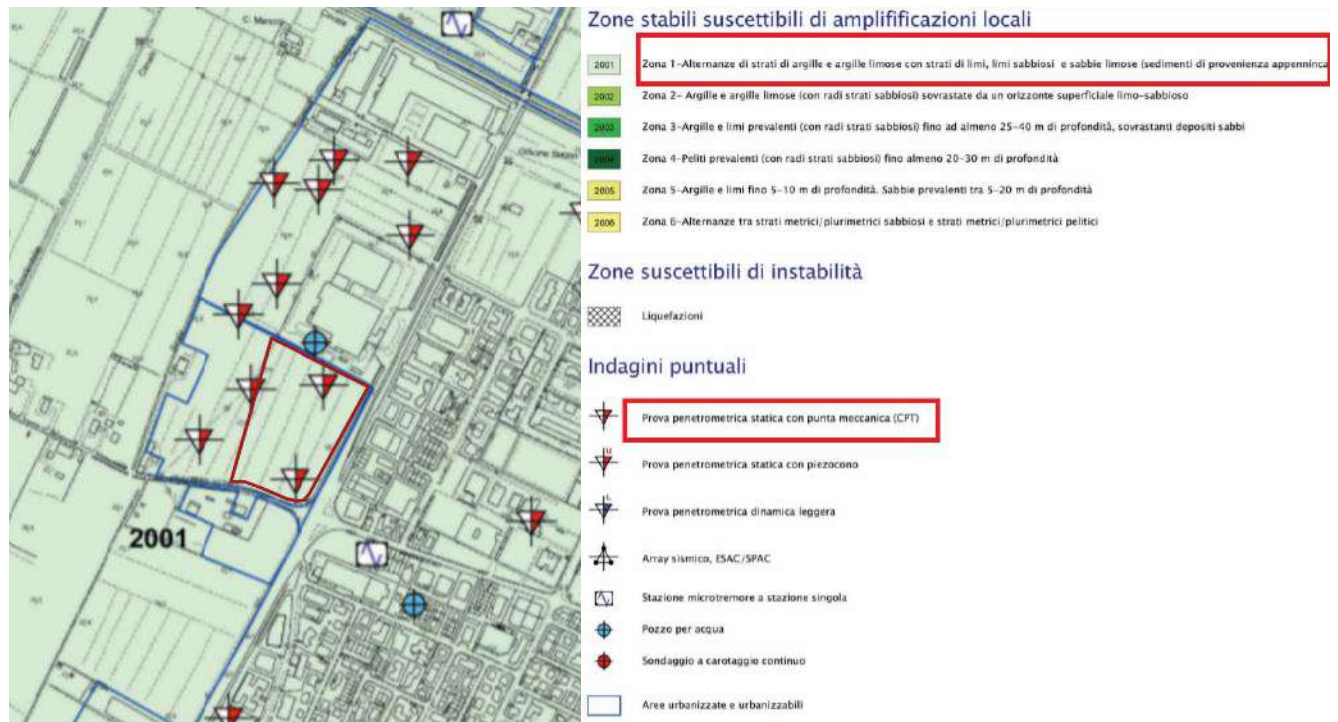 C. Mancini
2001
Zone stabili suscettibili di amplifificazioni locali
2001 Zona 1-Alternanze di strati di argille e argille limose con strati di limi, limi sabbiosi e sabbie limose (sedimenti di provenienza appenninca
2002 Zona 2- Argille e argille limose (con radi strati sabbiosi) sovrastate da un orizzonte superficiale limo-sabbioso
2003 Zona 3-Argille e limi prevalenti (con radi strati sabbiosi) fino ad almeno 25-40 m di profondità, sovrastanti depositi sabbi
2004 Zona 4-Peliti prevalenti (con radi strati sabbiosi) fino almeno 20-30 m di profondità
2005 Zona 5-Argille e limi fino 5-10 m di profondità. Sabbie prevalenti tra 5-20 m di profondità
2006 Zona 6-Alternanze tra strati metrici/plurimetrici sabbiosi e strati metrici/plurimetrici pelitici
Zone suscettibili di instabilità
Liquefazioni
Indagini puntuali
Prova penetrometrica statica con punta meccanica (CPT)
U
Prova penetrometrica statica con piezocono
L
Prova penetrometrica dinamica leggera
Array sismico, ESAC/SPAC
Stazione microtremore a stazione singola
Pozzo per acqua
Sondaggio a carotaggio continuo
Aree urbanizzate e urbanizzabili